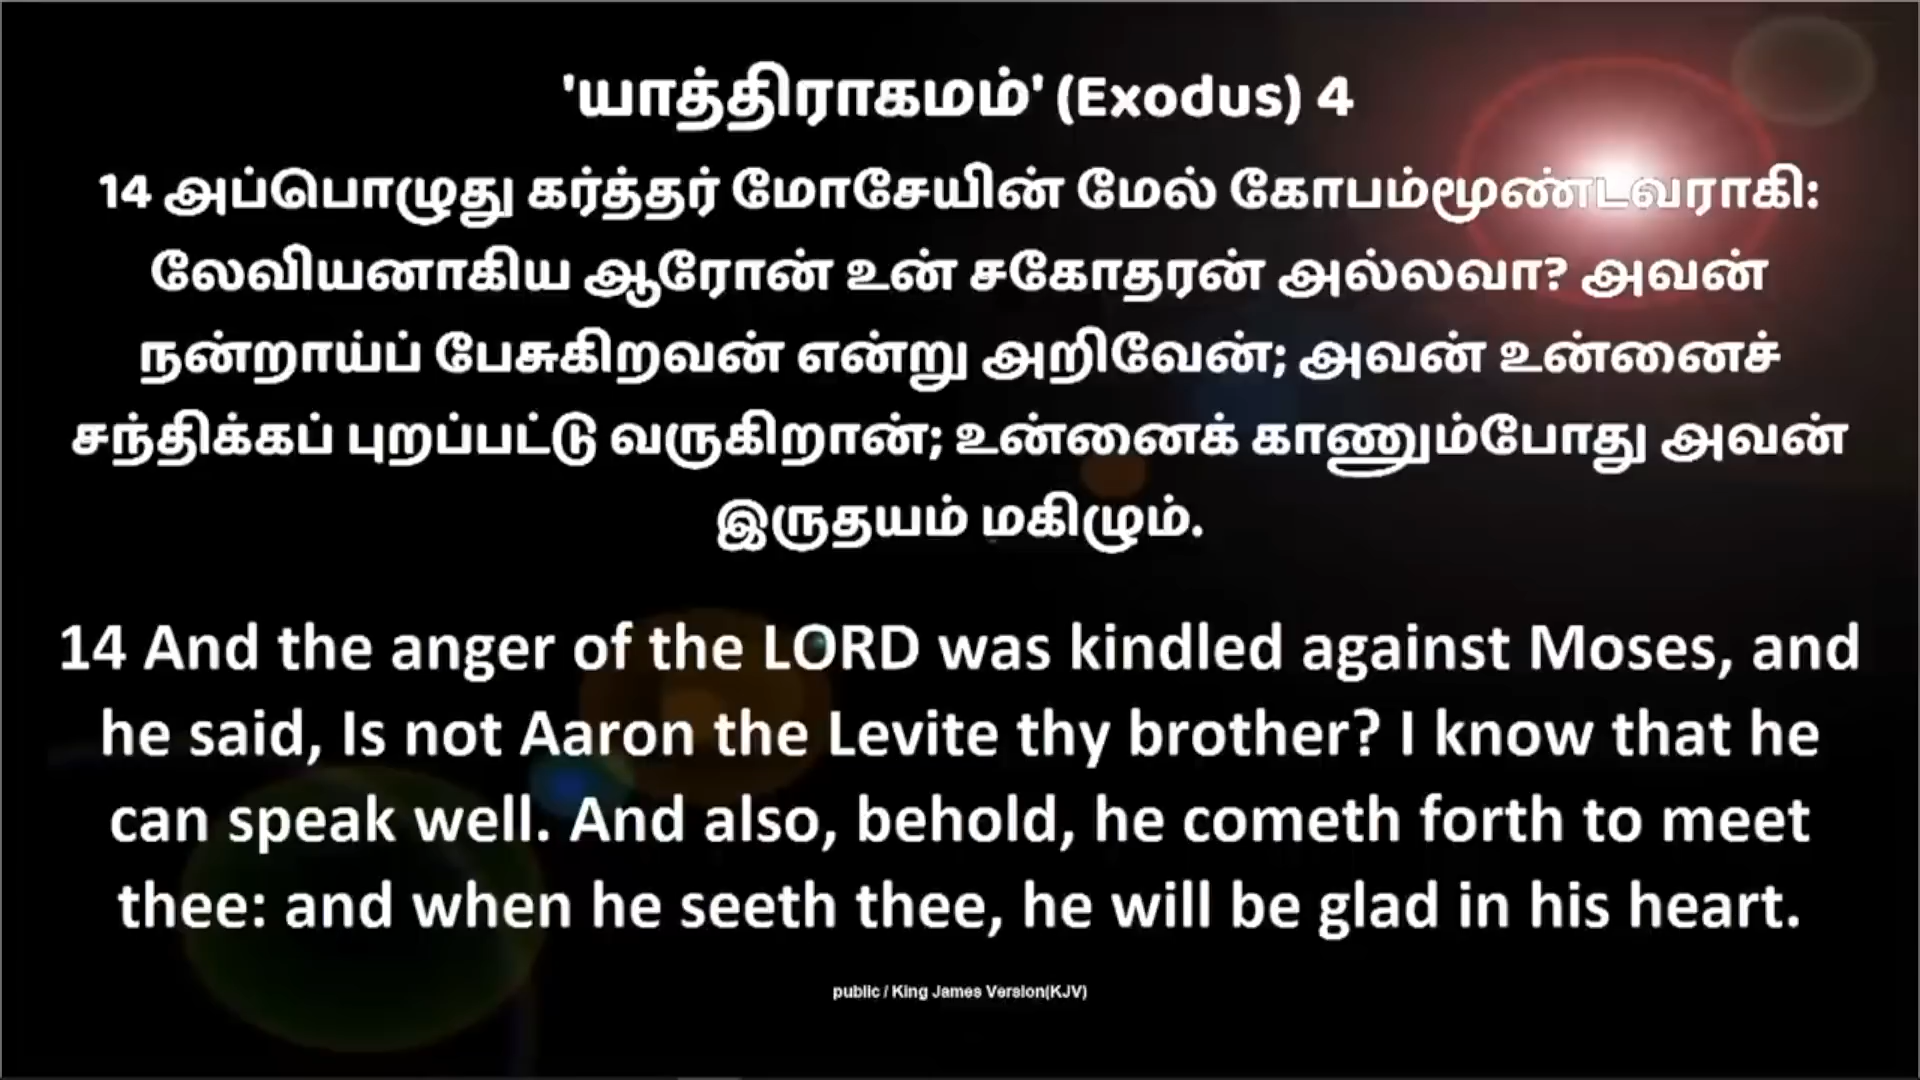 'யாத்திராகமம்' (Exodus) 4
14 அப்பொழுது கர்த்தர் மோசேயின் மேல் கோபம்மூண்டவராகி:
லேவியனாகிய ஆரோன் உன் சகோதரன் அல்லவா? அவன்
நன்றாய்ப் பேசுகிறவன் என்று அறிவேன்; அவன் உன்னைச்
சந்திக்கப் புறப்பட்டு வருகிறான்; உன்னைக் காணும்போது அவன்
இருதயம் மகிழும்.
14 And the anger of the LORD was kindled against Moses, and
he said, Is not Aaron the Levite thy brother? I know that he
can speak well. And also, behold, he cometh forth to meet
thee: and when he seeth thee, he will be glad in his heart.
public / King James Version(KJV)